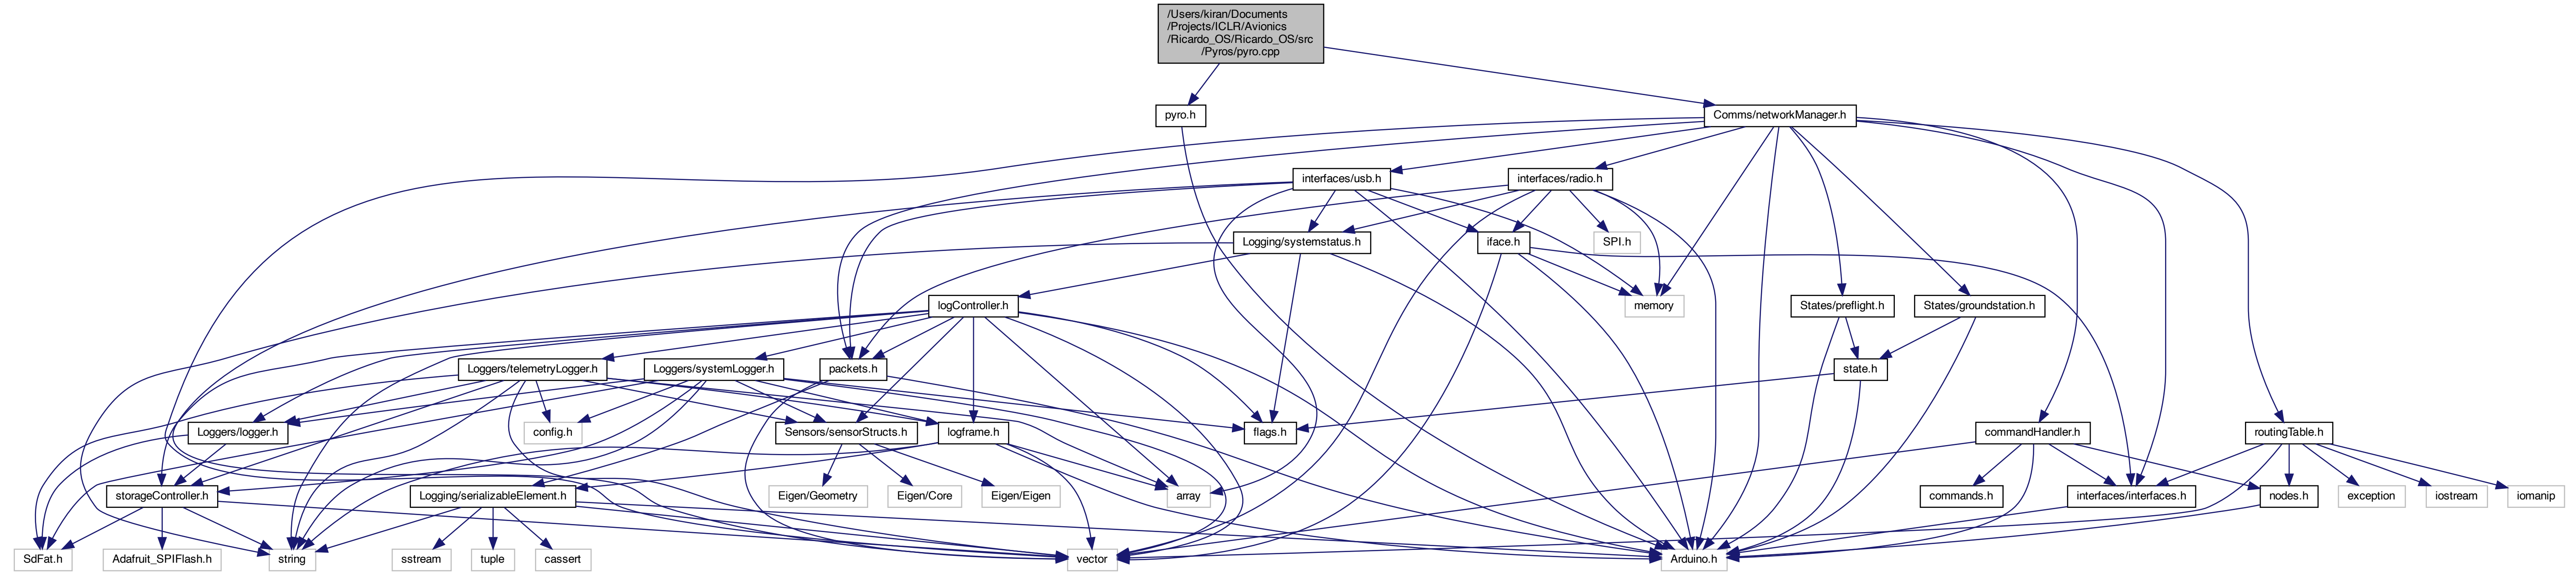 /Users/kiran/Documents
/Projects/ICLR/Avionics
/Ricardo_OS/Ricardo_OS/src
/Pyros/pyro.cpp
pyro.h
Comms/networkManager.h
interfaces/usb.h
interfaces/radio.h
Logging/systemstatus.h
iface.h
SPI.h
logController.h
memory
States/preflight.h
States/groundstation.h
Loggers/telemetryLogger.h
Loggers/systemLogger.h
packets.h
state.h
Loggers/logger.h
config.h
Sensors/sensorStructs.h
logframe.h
flags.h
commandHandler.h
routingTable.h
storageController.h
Logging/serializableElement.h
Eigen/Geometry
Eigen/Core
Eigen/Eigen
array
commands.h
interfaces/interfaces.h
nodes.h
exception
iostream
iomanip
SdFat.h
Adafruit_SPIFlash.h
string
sstream
tuple
cassert
vector
Arduino.h